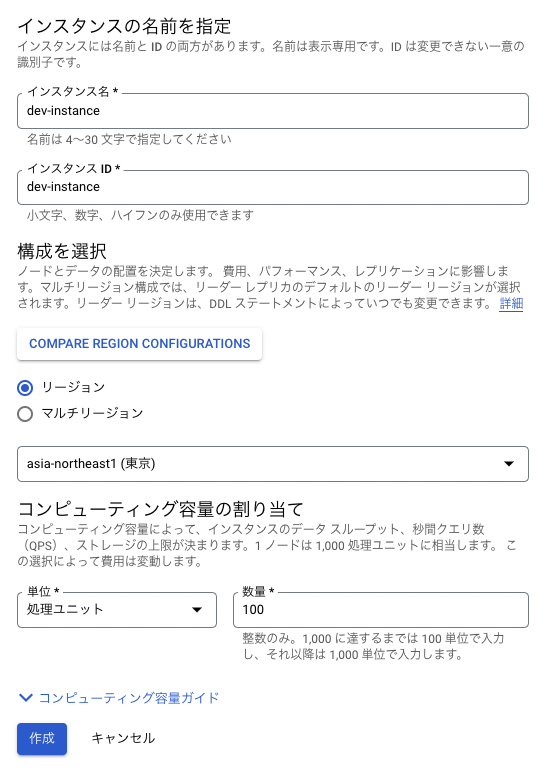 インスタンスの名前を指定
インスタンスには名前と ID の両方があります。名前は表示専用です。ID は変更できない一意の
識別子です。
インスタンス名 *
dev-instance
名前は 4～30 文字で指定してください
インスタンス ID *
dev-instance
小文字、数字、ハイフンのみ使用できます
構成を選択
ノードとデータの配置を決定します。 費用、パフォーマンス、レプリケーションに影響しま
す。マルチリージョン構成では、リーダー レプリカのデフォルトのリーダー リージョンが選択
されます。リーダー リージョンは、DDL ステートメントによっていつでも変更できます。 詳細
COMPARE REGION CONFIGURATIONS
リージョン
マルチリージョン
asia-northeast1 (東京)
コンピューティング容量の割り当て
コンピューティング容量によって、インスタンスのデータ スループット、秒間クエリ数
（QPS）、ストレージの上限が決まります。1 ノードは 1,000 処理ユニットに相当します。 こ
の選択によって費用は変動します。
単位 *
処理ユニット
数量 *
100
整数のみ。1,000 に達するまでは 100 単位で入力
し、それ以降は 1,000 単位で入力します。
コンピューティング容量ガイド
作成
キャンセル